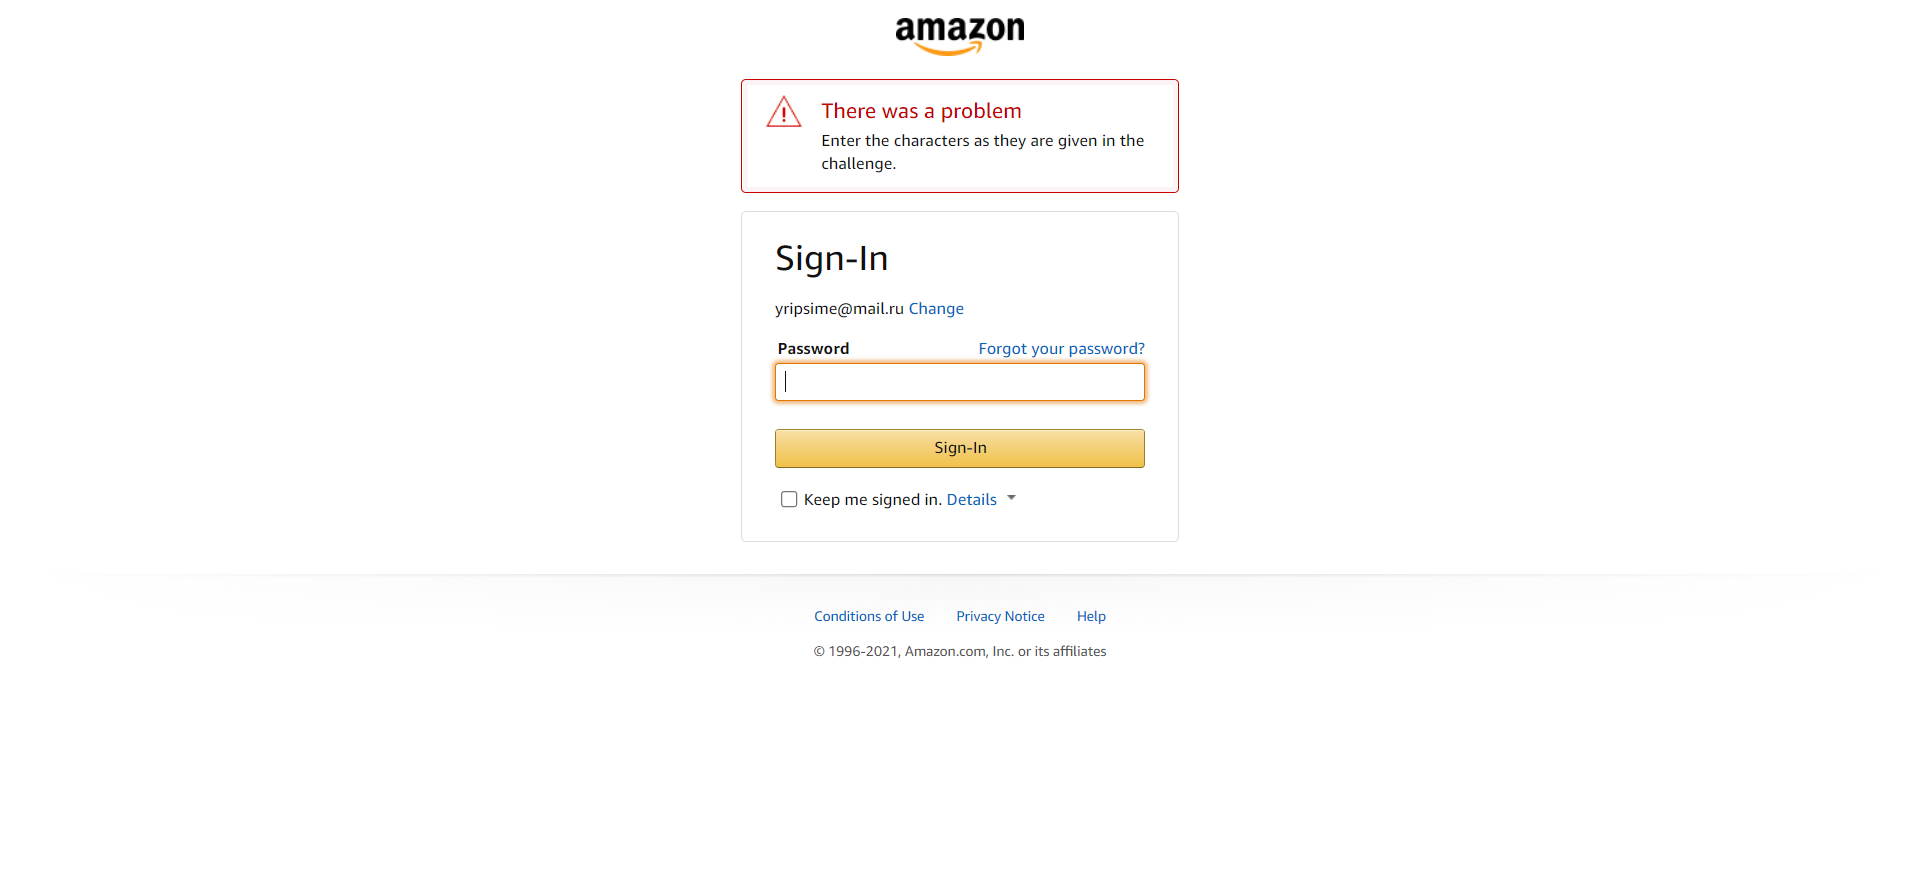 amazon
There was a problem
Enter the characters as they are given in the
challenge.
Sign-In
yripsime@mail.ru Change
Password Forgot your password?
Sign-In
Keep me signed in. Details
Conditions of Use Privacy Notice Help
© 1996-2021, Amazon.com, Inc. or its affiliates